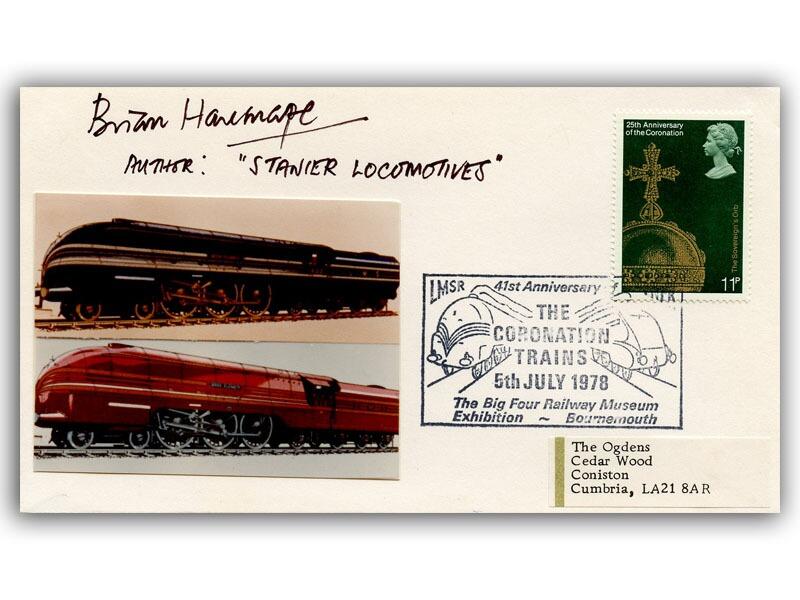 Brian Haresnape
AUTHOR: "STANIER LOCOMOTIVES"
25th Anniversary
of the Coronation
The Sovereign's Orb
11P
LMSR 41st Anniversary
THE
CORONATION
TRAINS
5th JULY 1978
The Big Four Railway Museum
Exhibition ~ Bournemouth
The Ogdens
Cedar Wood
Coniston
Cumbria, LA21 8AR